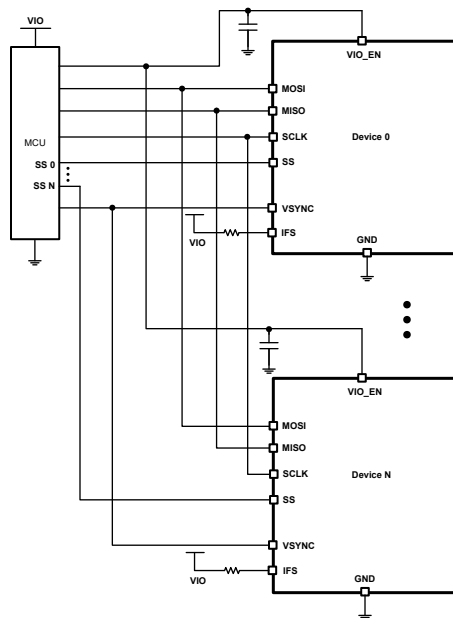 VIO
VIO_EN
MOSI
MISO
MCU
SCLK
Device 0
SS 0
SS
SS N
VSYNC
VIO
IFS
GND
VIO_EN
MOSI
MISO
SCLK
Device N
SS
VSYNC
VIO
IFS
GND